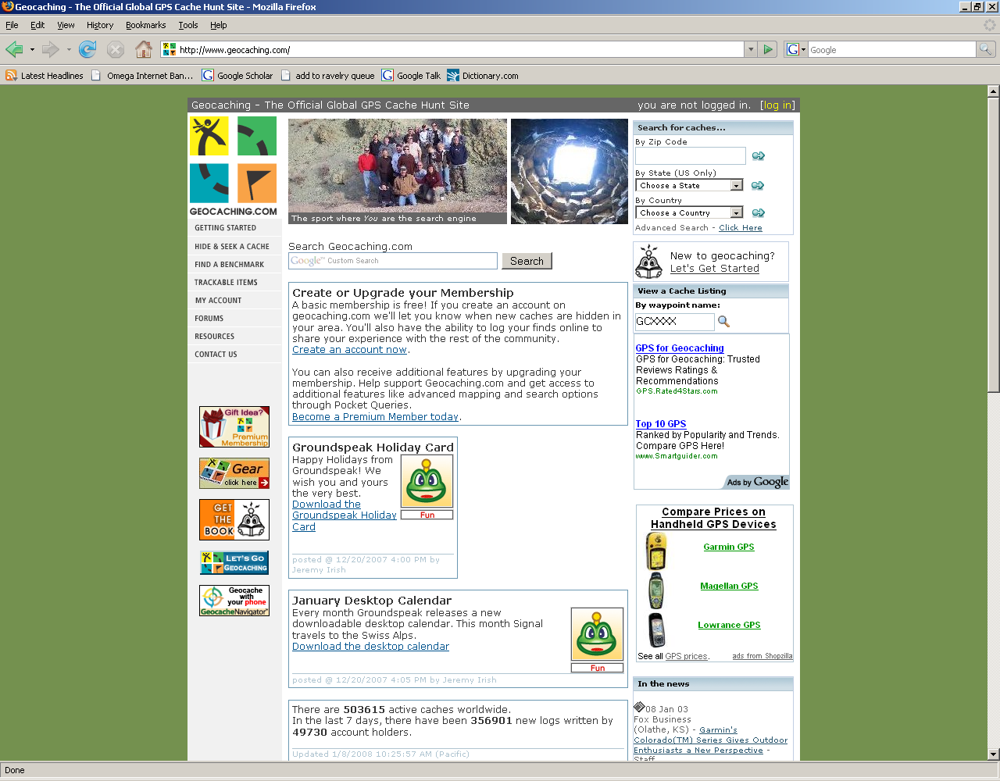 Geocaching - The Official Global GPS Cache Hunt Site - Mozilla Firefox
File Edit View History Bookmarks Tools Help
http://www.geocaching.com/
G Google
Latest Headlines Omega Internet Ban... Google Scholar add to ravelry queue Google Talk Dictionary.com
Geocaching - The Official Global GPS Cache Hunt Site you are not logged in. [log in]
GEOCACHING.COM
GETTING STARTED
HIDE & SEEK A CACHE
FIND A BENCHMARK
TRACKABLE ITEMS
MY ACCOUNT
FORUMS
RESOURCES
CONTACT US
Gift Idea?
Premium
Membership
Gear
click here
GET
THE
BOOK
LET'S GO
GEOCACHING
Geocache
with
your phone
GeocacheNavigator
The sport where You are the search engine
Search Geocaching.com
Google™ Custom Search Search
Create or Upgrade your Membership
A basic membership is free! If you create an account on
geocaching.com we'll let you know when new caches are hidden in
your area. You'll also have the ability to log your finds online to
share your experience with the rest of the community.
Create an account now.
You can also receive additional features by upgrading your
membership. Help support Geocaching.com and get access to
additional features like advanced mapping and search options
through Pocket Queries.
Become a Premium Member today.
Groundspeak Holiday Card
Happy Holidays from
Groundspeak! We
wish you and yours
the very best.
Download the
Groundspeak Holiday
Card
Fun
posted @ 12/20/2007 4:00 PM by
Jeremy Irish
January Desktop Calendar
Every month Groundspeak releases a new
downloadable desktop calendar. This month Signal
travels to the Swiss Alps.
Download the desktop calendar
Fun
posted @ 12/20/2007 4:05 PM by Jeremy Irish
There are 503615 active caches worldwide.
In the last 7 days, there have been 356901 new logs written by
49730 account holders.
Updated 1/8/2008 10:25:57 AM (Pacific)
Search for caches...
By Zip Code
By State (US Only)
Choose a State
By Country
Choose a Country
Advanced Search - Click Here
New to geocaching?
Let's Get Started
View a Cache Listing
By waypoint name:
GCXXXX
GPS for Geocaching
GPS for Geocaching: Trusted
Reviews Ratings &
Recommendations
GPS.Rated4Stars.com
Top 10 GPS
Ranked by Popularity and Trends.
Compare GPS Here!
www.Smartguider.com
Ads by Google
Compare Prices on
Handheld GPS Devices
Garmin GPS
Magellan GPS
Lowrance GPS
See all GPS prices. ads from Shopzilla
In the news
08 Jan 03
Fox Business
(Olathe, KS) - Garmin's
Colorado(TM) Series Gives Outdoor
Enthusiasts a New Perspective -
Staff
Done